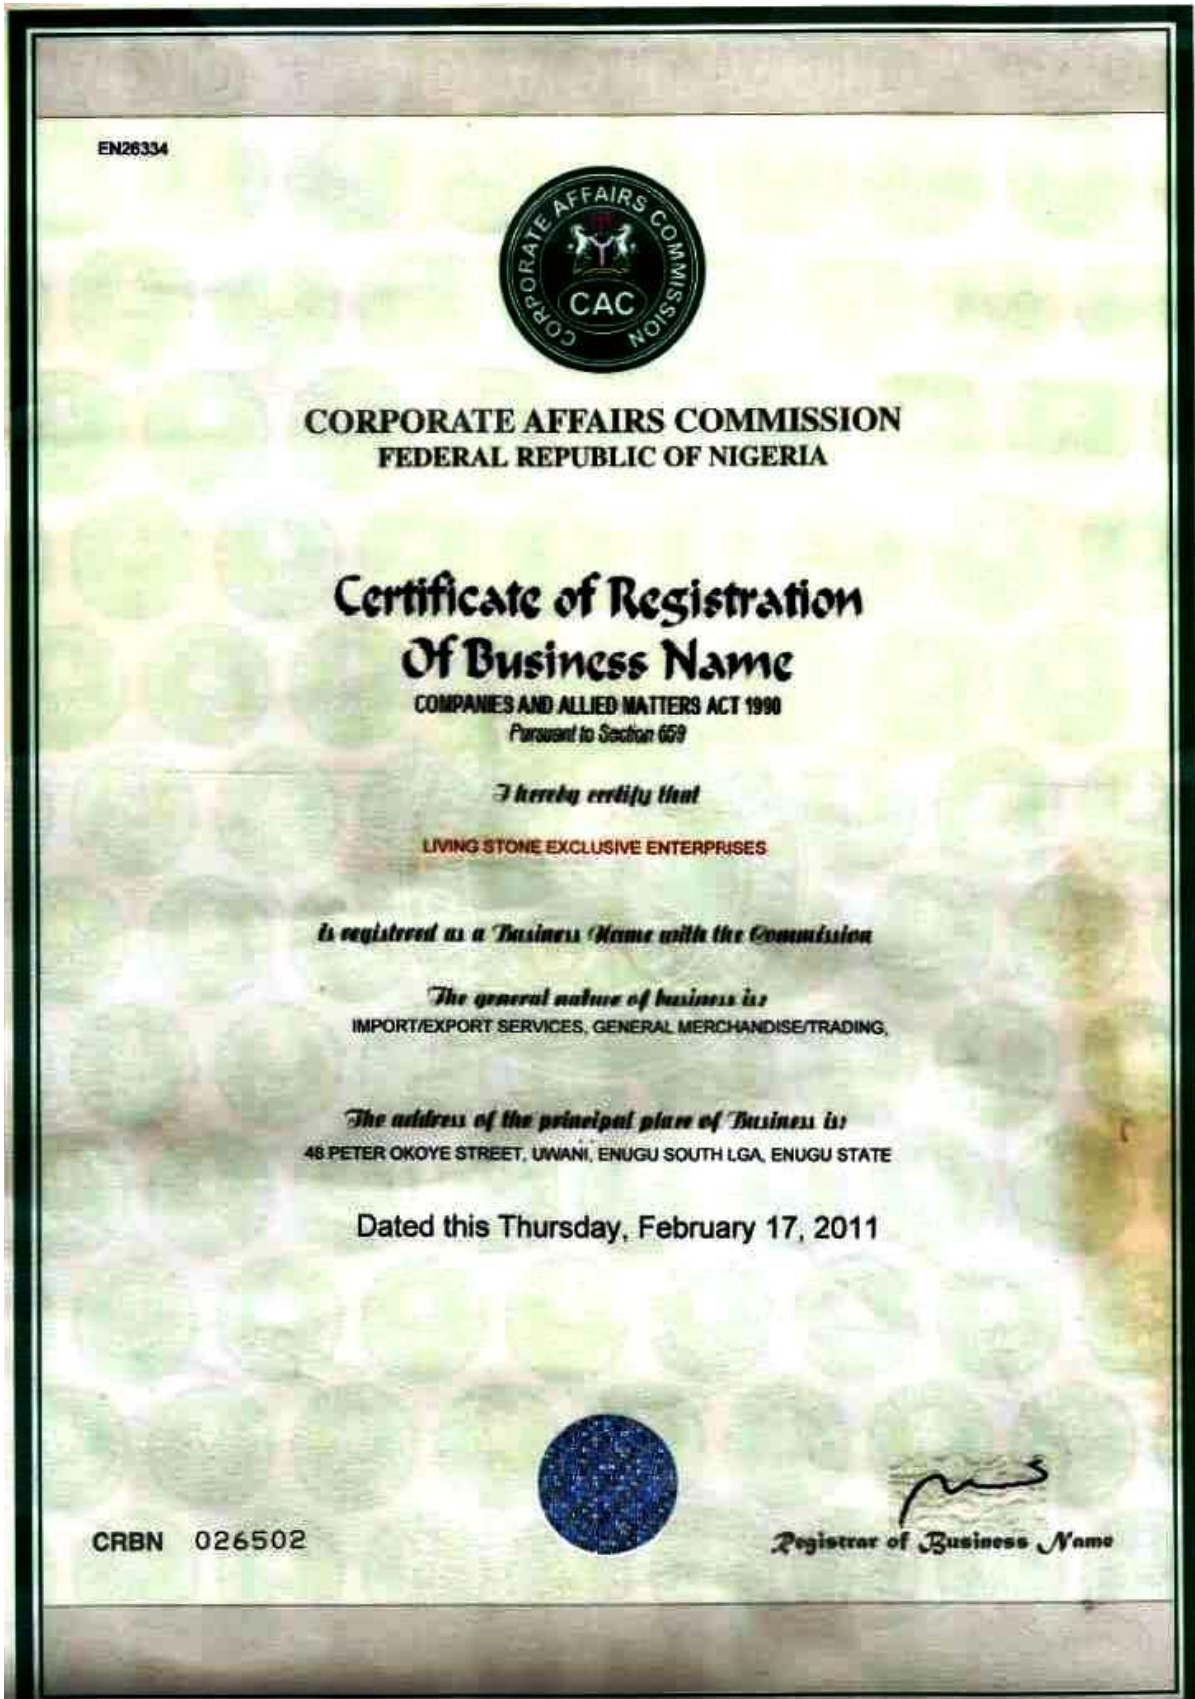 EN26334
CORPORATE AFFAIRS COMMISSION
CAC
CORPORATE AFFAIRS COMMISSION
FEDERAL REPUBLIC OF NIGERIA
Certificate of Registration
Of Business Name
COMPANIES AND ALLIED MATTERS ACT 1990
Pursuant to Section 659
I hereby certify that
LIVING STONE EXCLUSIVE ENTERPRISES
is registered as a Business Name with the Commission
The general nature of business is:
IMPORT/EXPORT SERVICES, GENERAL MERCHANDISE/TRADING,
The address of the principal place of Business is:
48 PETER OKOYE STREET, UWANI, ENUGU SOUTH LGA, ENUGU STATE
Dated this Thursday, February 17, 2011
CRBN 026502
Registrar of Business Name